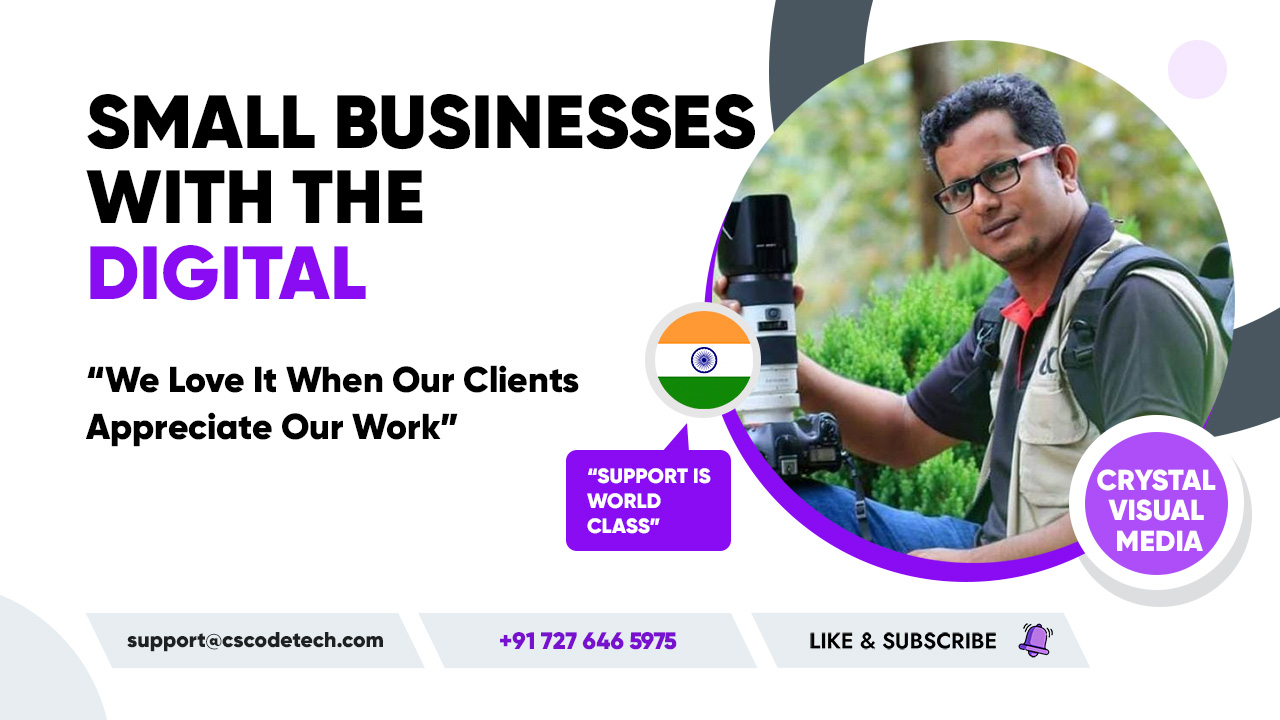 SMALL BUSINESSES
WITH THE
DIGITAL
“We Love It When Our Clients
Appreciate Our Work”
“SUPPORT IS
WORLD
CLASS”
CRYSTAL
VISUAL
MEDIA
support@cscodetech.com
+91 727 646 5975
LIKE & SUBSCRIBE